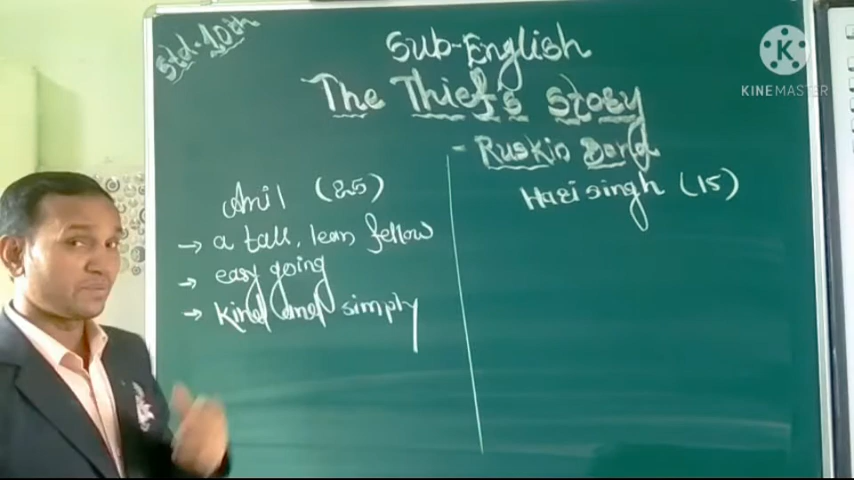 Std. 10th
Sub-English
The Thief's Story
- Ruskin Bond
Anil (25)
→ a tall, lean fellow
→ easy going
→ kind and simply
Hari singh (15)
K
KINEMASTER